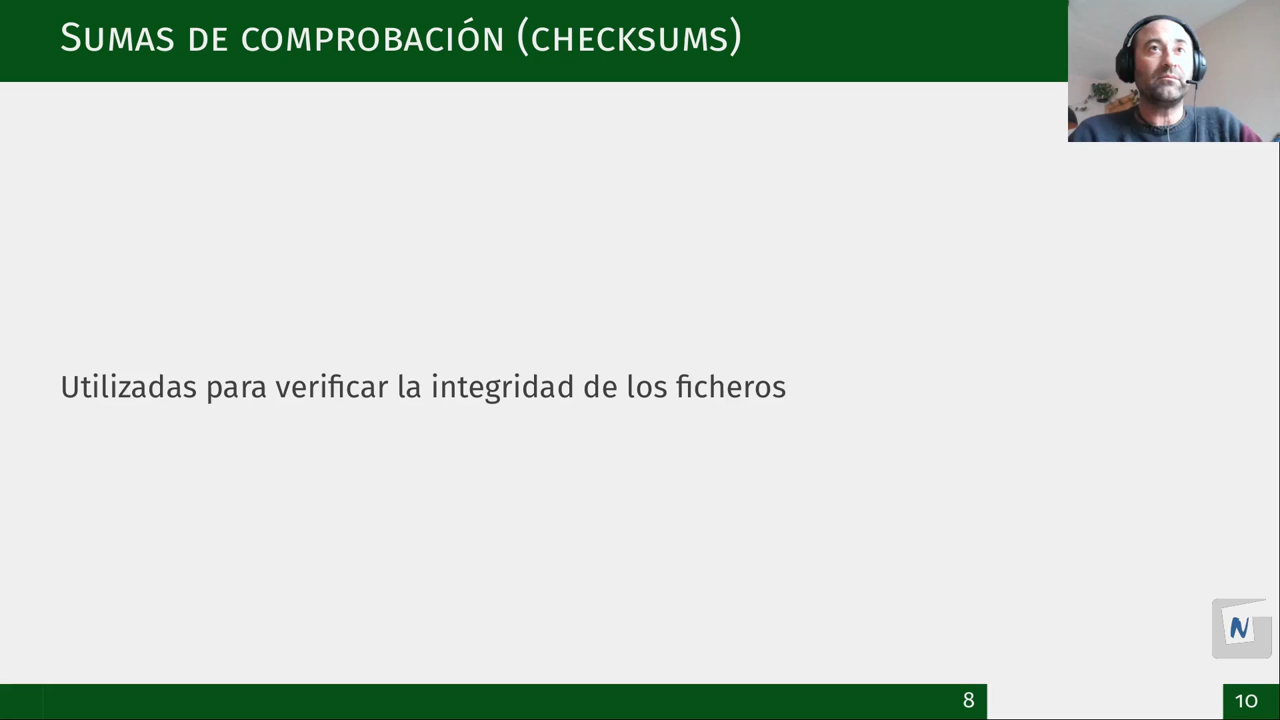 Sumas de comprobación (checksums)
Utilizadas para verificar la integridad de los ficheros
N
8
10